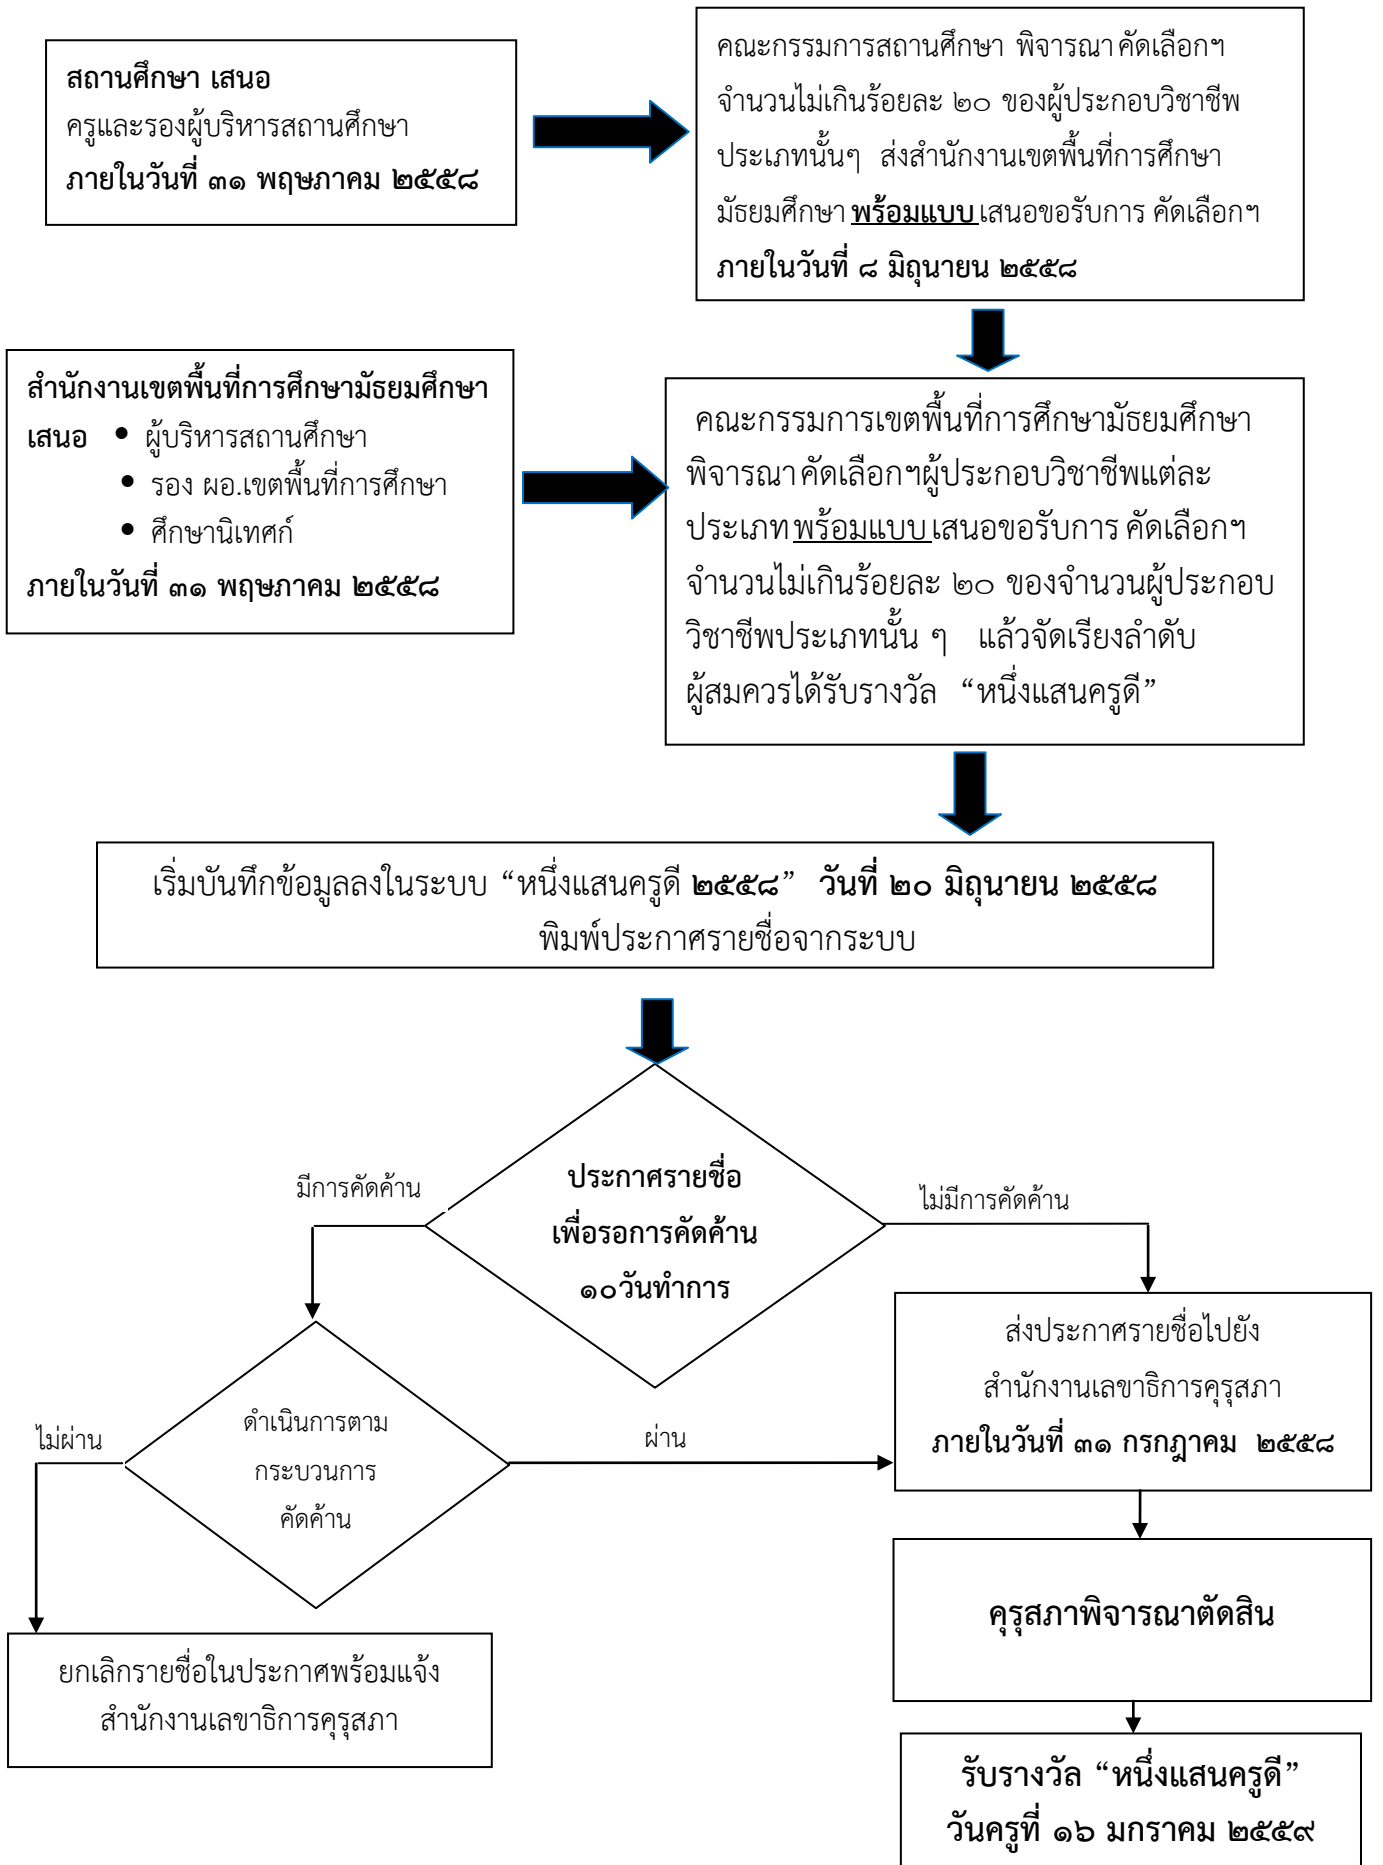 สถานศึกษา เสนอ
ครูและรองผู้บริหารสถานศึกษา
ภายในวันที่ ๓๑ พฤษภาคม ๒๕๕๘
คณะกรรมการสถานศึกษา พิจารณา คัดเลือกฯ
จำนวนไม่เกินร้อยละ ๒๐ ของผู้ประกอบวิชาชีพ
ประเภทนั้นๆ ส่งสำนักงานเขตพื้นที่การศึกษา
มัธยมศึกษา พร้อมแบบ เสนอขอรับการ คัดเลือกฯ
ภายในวันที่ ๘ มิถุนายน ๒๕๕๘
สำนักงานเขตพื้นที่การศึกษามัธยมศึกษา
เสนอ • ผู้บริหารสถานศึกษา
• รอง ผอ.เขตพื้นที่การศึกษา
• ศึกษานิเทศก์
ภายในวันที่ ๓๑ พฤษภาคม ๒๕๕๘
คณะกรรมการเขตพื้นที่การศึกษามัธยมศึกษา
พิจารณา คัดเลือกฯผู้ประกอบวิชาชีพแต่ละ
ประเภท พร้อมแบบ เสนอขอรับการ คัดเลือกฯ
จำนวนไม่เกินร้อยละ ๒๐ ของจำนวนผู้ประกอบ
วิชาชีพประเภทนั้น ๆ แล้วจัดเรียงลำดับ
ผู้สมควรได้รับรางวัล “หนึ่งแสนครูดี”
เริ่มบันทึกข้อมูลลงในระบบ “หนึ่งแสนครูดี ๒๕๕๘” วันที่ ๒๐ มิถุนายน ๒๕๕๘
พิมพ์ประกาศรายชื่อจากระบบ
ประกาศรายชื่อ
เพื่อรอการคัดค้าน
๑๐วันทำการ
มีการคัดค้าน
ไม่มีการคัดค้าน
ส่งประกาศรายชื่อไปยัง
สำนักงานเลขาธิการคุรุสภา
ภายในวันที่ ๓๑ กรกฎาคม ๒๕๕๘
ดำเนินการตาม
กระบวนการ
คัดค้าน
ไม่ผ่าน
ผ่าน
คุรุสภาพิจารณาตัดสิน
ยกเลิกรายชื่อในประกาศพร้อมแจ้ง
สำนักงานเลขาธิการคุรุสภา
รับรางวัล “หนึ่งแสนครูดี”
วันครูที่ ๑๖ มกราคม ๒๕๕๙